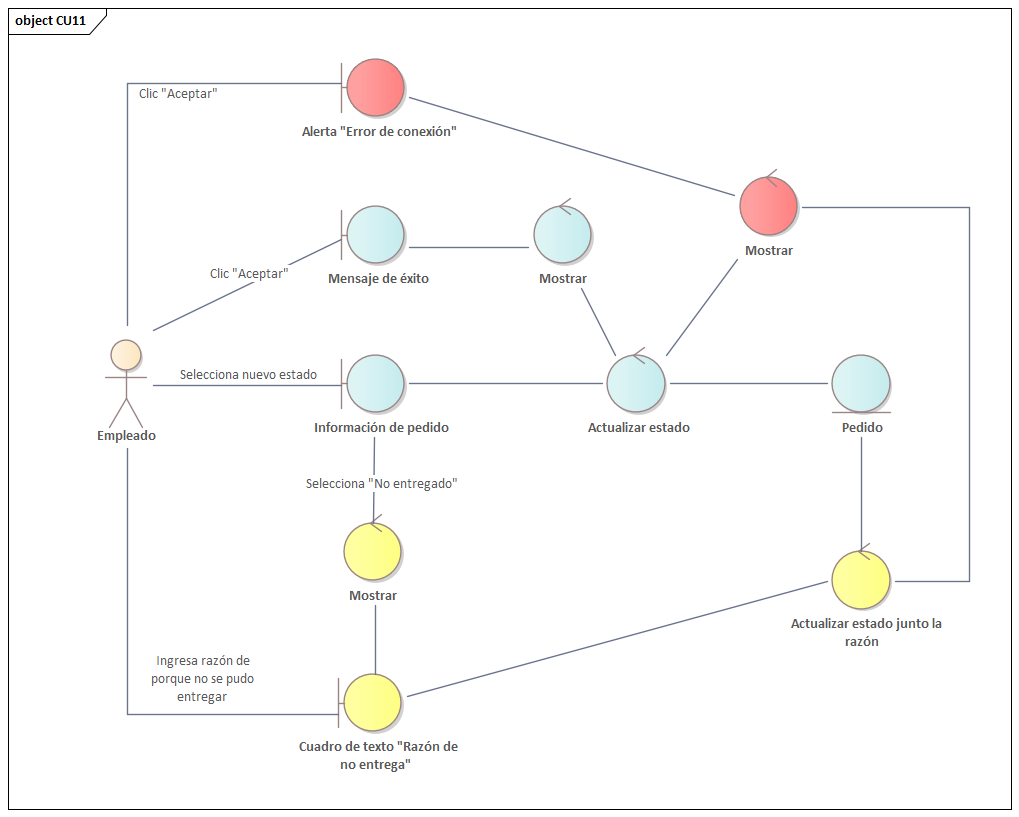 object CU11
Clic "Aceptar"
Alerta "Error de conexión"
Mostrar
Clic "Aceptar"
Mensaje de éxito
Mostrar
Selecciona nuevo estado
Empleado
Información de pedido
Actualizar estado
Pedido
Selecciona "No entregado"
Mostrar
Actualizar estado junto la
razón
Ingresa razón de
porque no se pudo
entregar
Cuadro de texto "Razón de
no entrega"